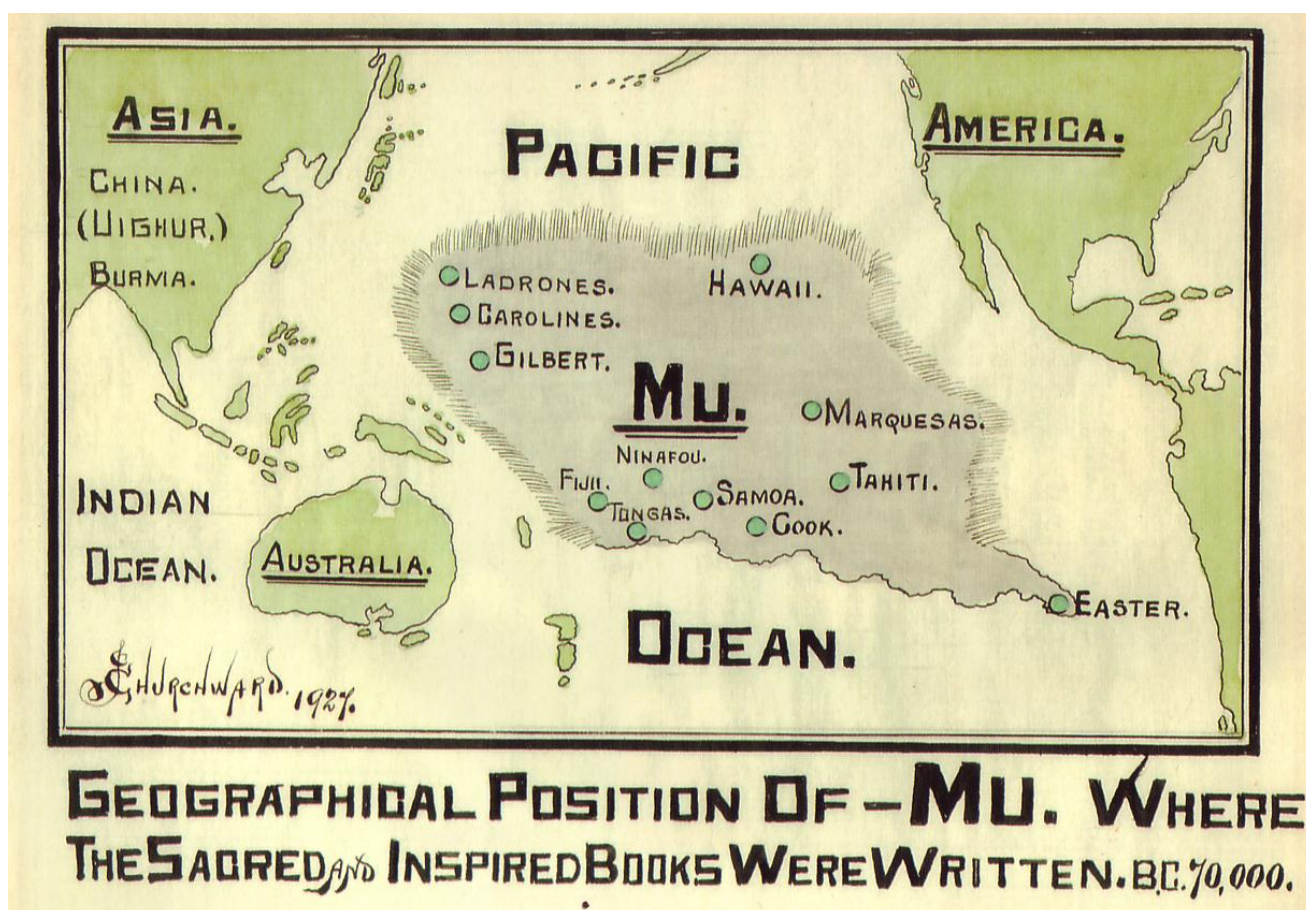 ASIA.
CHINA.
(UIGHUR.)
BURMA.
PACIFIC
AMERICA.
LADRONES.
HAWAII.
CAROLINES.
GILBERT.
MU.
MARQUESAS.
NINAFOU.
FIJI.
TONGAS.
SAMOA.
TAHITI.
COOK.
INDIAN
OCEAN.
AUSTRALIA.
EASTER.
OCEAN.
J CHURCHWARD. 1927.
GEOGRAPHICAL POSITION OF - MU. WHERE
THE SACRED AND INSPIRED BOOKS WERE WRITTEN. B.C. 70,000.